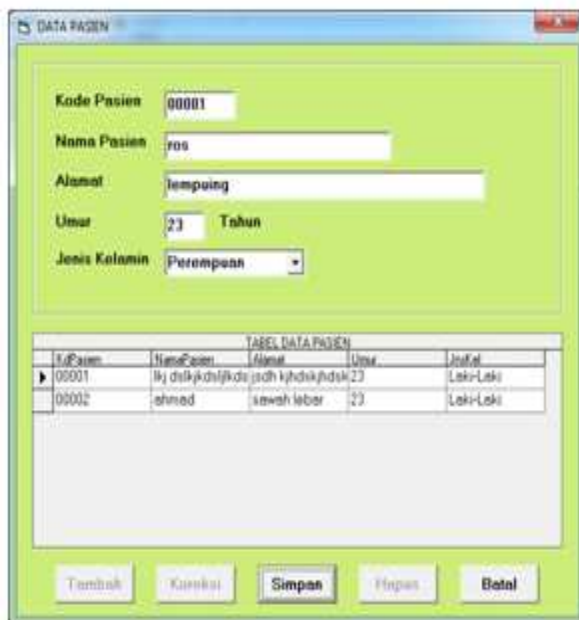 DATA PASIEN
Kode Pasien 00001
Nama Pasien ros
Alamat lempuing
Umur 23 Tahun
Jenis Kelamin Perempuan
TABEL DATA PASIEN
KdPasien NamaPasien Alamat Umur JnsKel
00001 23 Laki-Laki
00002 ahmad sawah lebar 23 Laki-Laki
Tambah Koreksi Simpan Hapus Batal